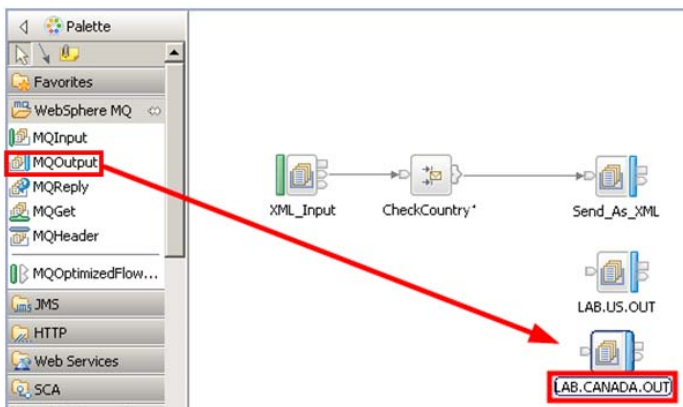 Palette
Favorites
WebSphere MQ
MQInput
MQOutput
MQReply
MQGet
MQHeader
MQOptimizedFlow...
JMS
HTTP
Web Services
SCA
XML_Input
CheckCountry*
Send_As_XML
LAB.US.OUT
LAB.CANADA.OUT